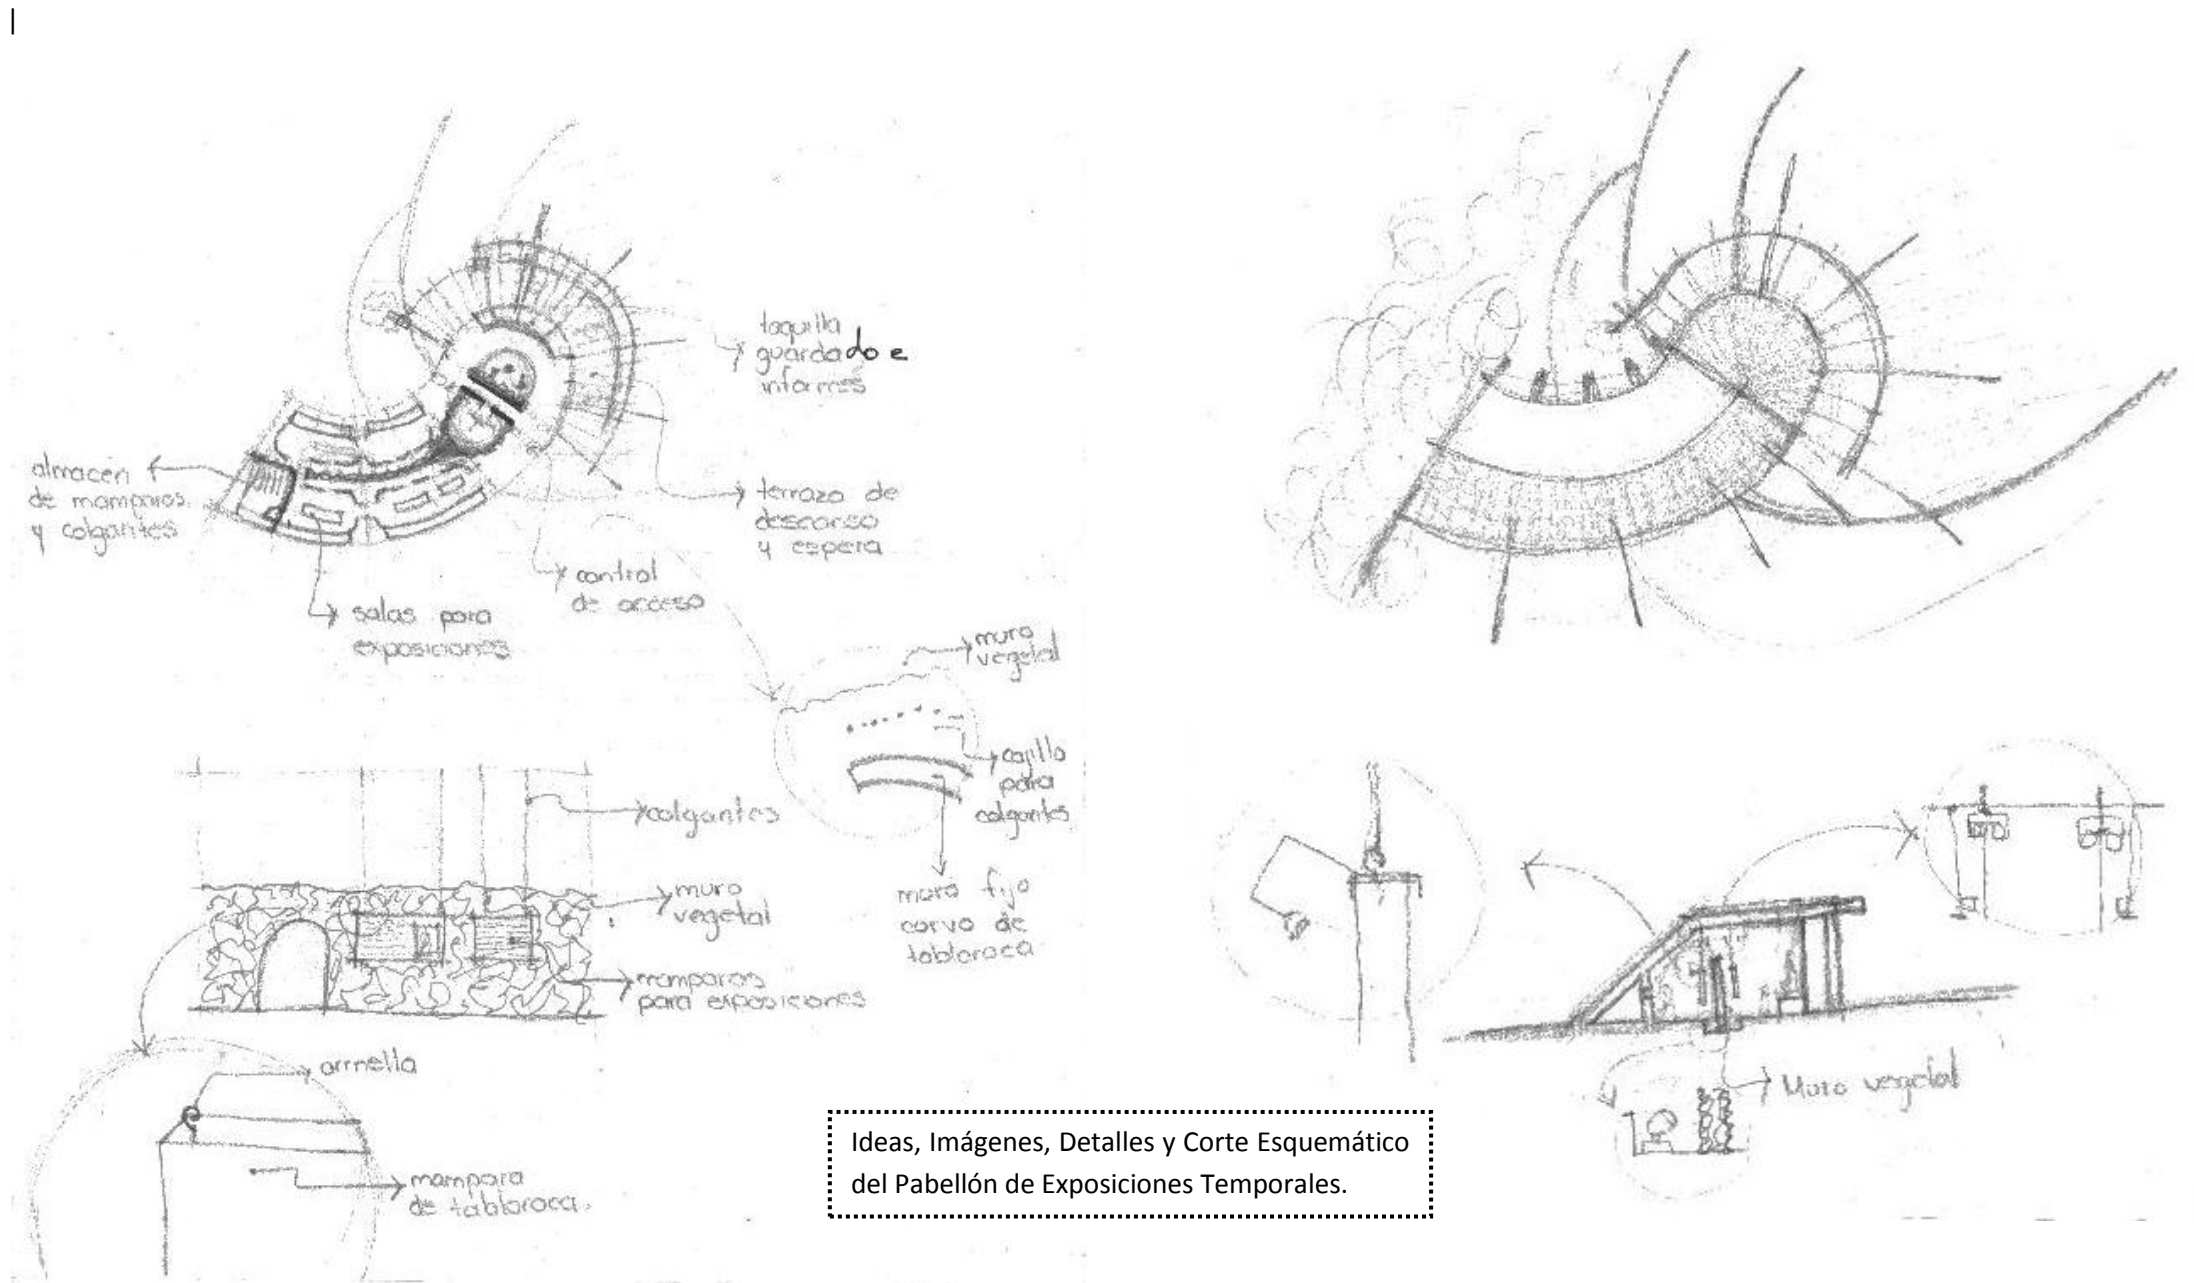 taquilla
guardado e
informes
almacen
de mamparas
y colgantes
terraza de
descanso
y espera
control
de acceso
salas para
exposiciones
muro
vegetal
cajillo
para
colgantes
colgantes
muro
vegetal
muro fijo
curvo de
tablaroca
mamparas
para exposiciones
armella
mampara
de tablaroca.
Muro vegetal
Ideas, Imágenes, Detalles y Corte Esquemático
del Pabellón de Exposiciones Temporales.